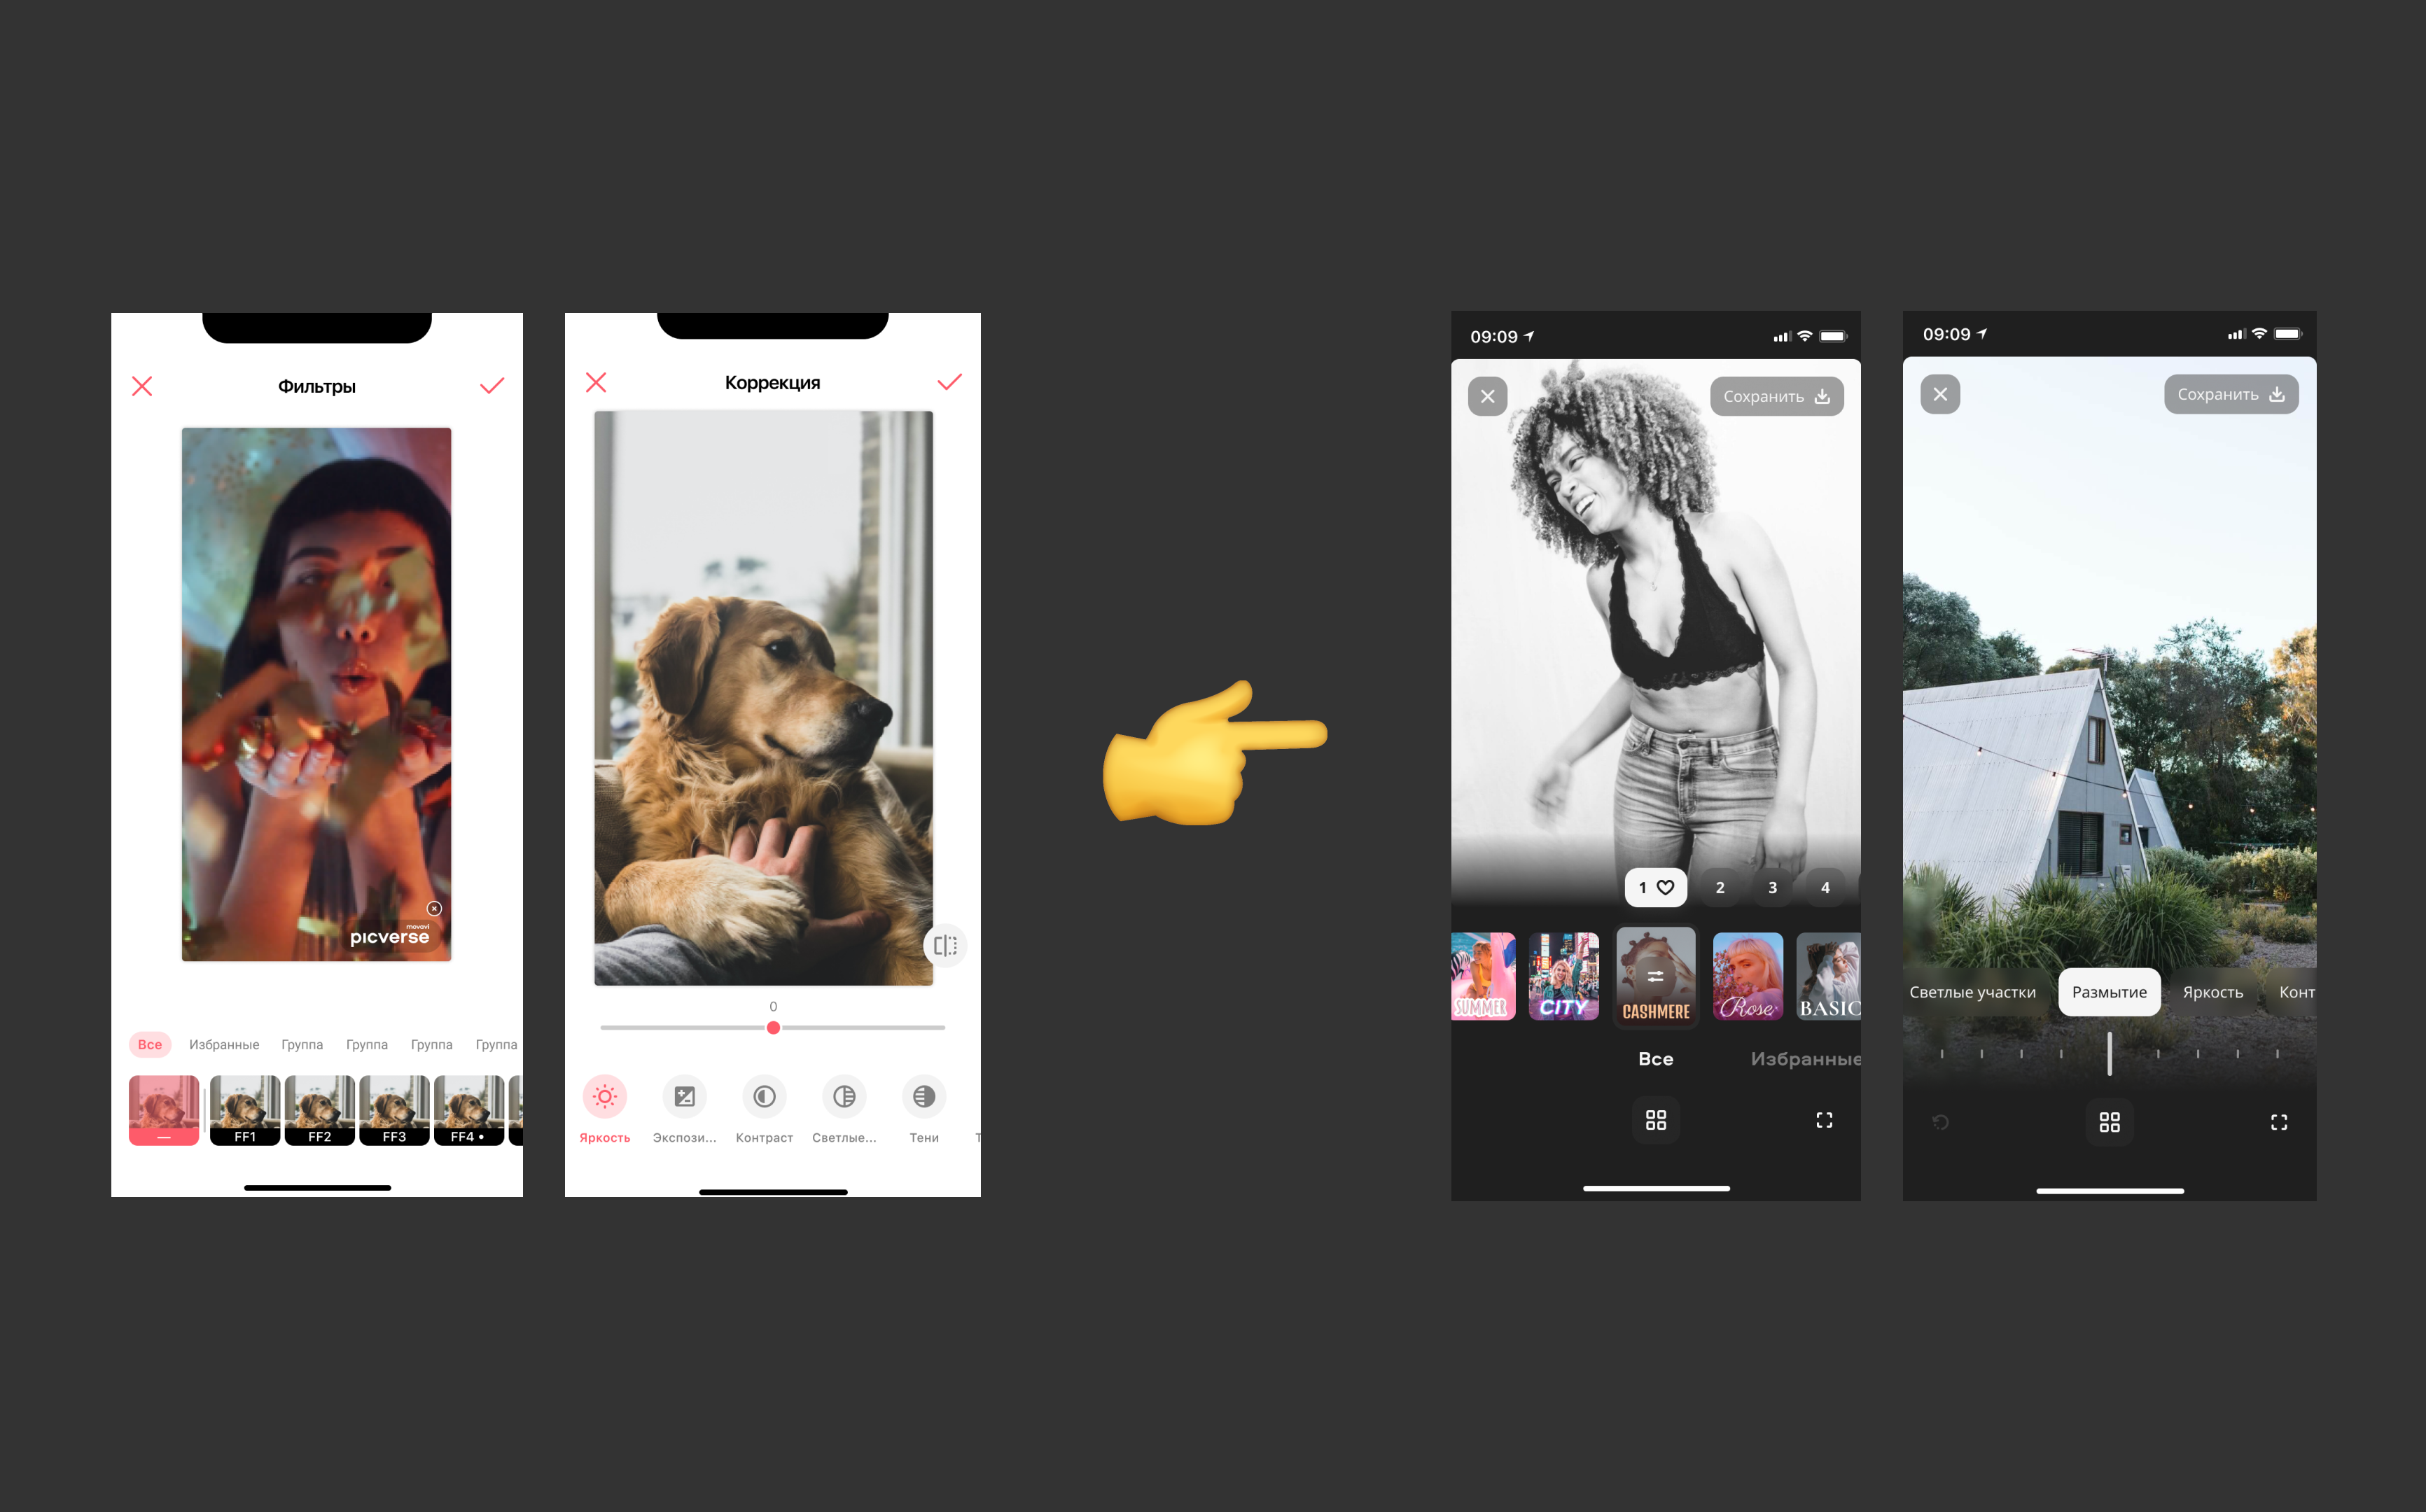 Фильтры
movavi
picverse
Все Избранные Группа Группа Группа Группа
FF1 FF2 FF3 FF4 •
Коррекция
0
Яркость Экспози... Контраст Светлые... Тени Т
09:09
Сохранить
1 2 3 4
SUMMER CITY CASHMERE Rose BASIC
Все Избранные
09:09
Сохранить
Светлые участки Размытие Яркость Конт